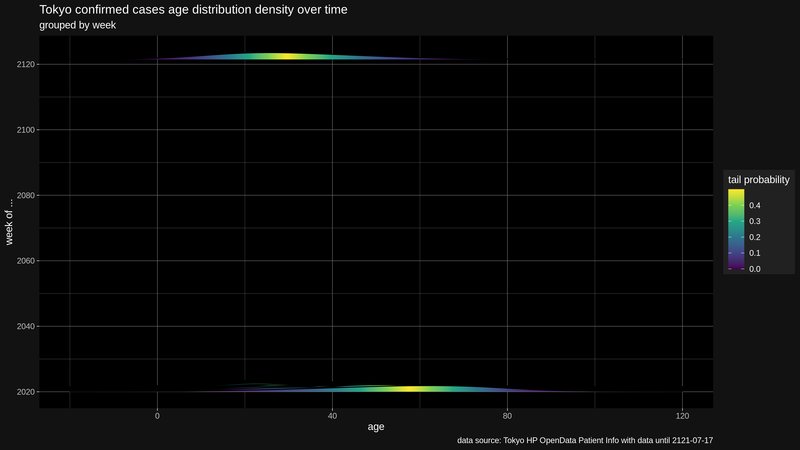 Tokyo confirmed cases age distribution density over time
grouped by week
2120
2100
2080
2060
2040
2020
week of ...
0 40 80 120
age
tail probability
0.4
0.3
0.2
0.1
0.0
data source: Tokyo HP OpenData Patient Info with data until 2121-07-17